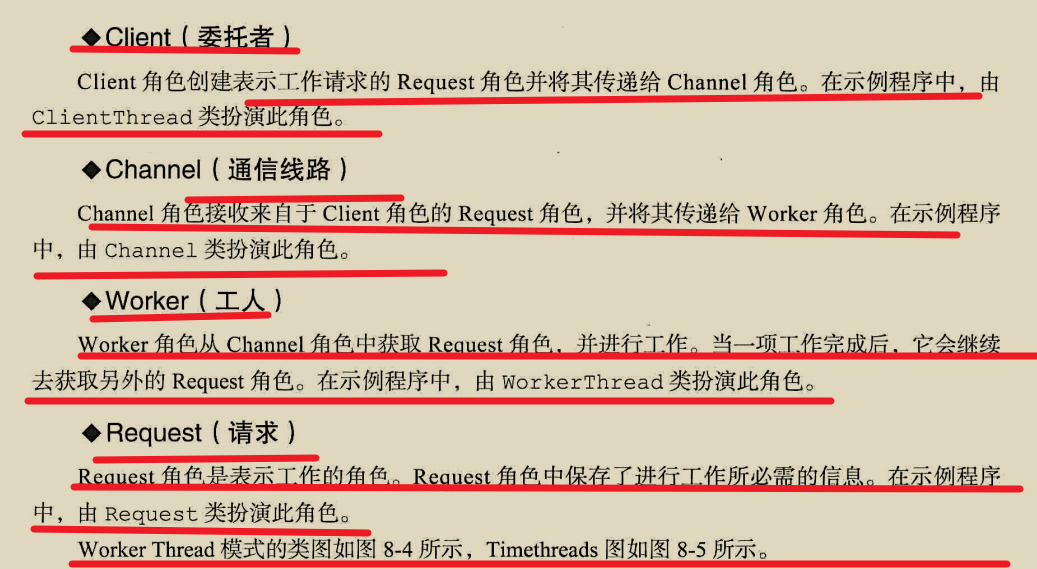 ◆Client（委托者）
Client 角色创建表示工作请求的 Request 角色并将其传递给 Channel 角色。在示例程序中，由
ClientThread 类扮演此角色。
◆Channel（通信线路）
Channel 角色接收来自于 Client 角色的 Request 角色，并将其传递给 Worker 角色。在示例程序
中，由 Channel 类扮演此角色。
◆Worker（工人）
Worker 角色从 Channel 角色中获取 Request 角色，并进行工作。当一项工作完成后，它会继续
去获取另外的 Request 角色。在示例程序中，由 WorkerThread 类扮演此角色。
◆Request（请求）
Request 角色是表示工作的角色。Request 角色中保存了进行工作所必需的信息。在示例程序
中，由 Request 类扮演此角色。
Worker Thread 模式的类图如图 8-4 所示，Timethreads 图如图 8-5 所示。